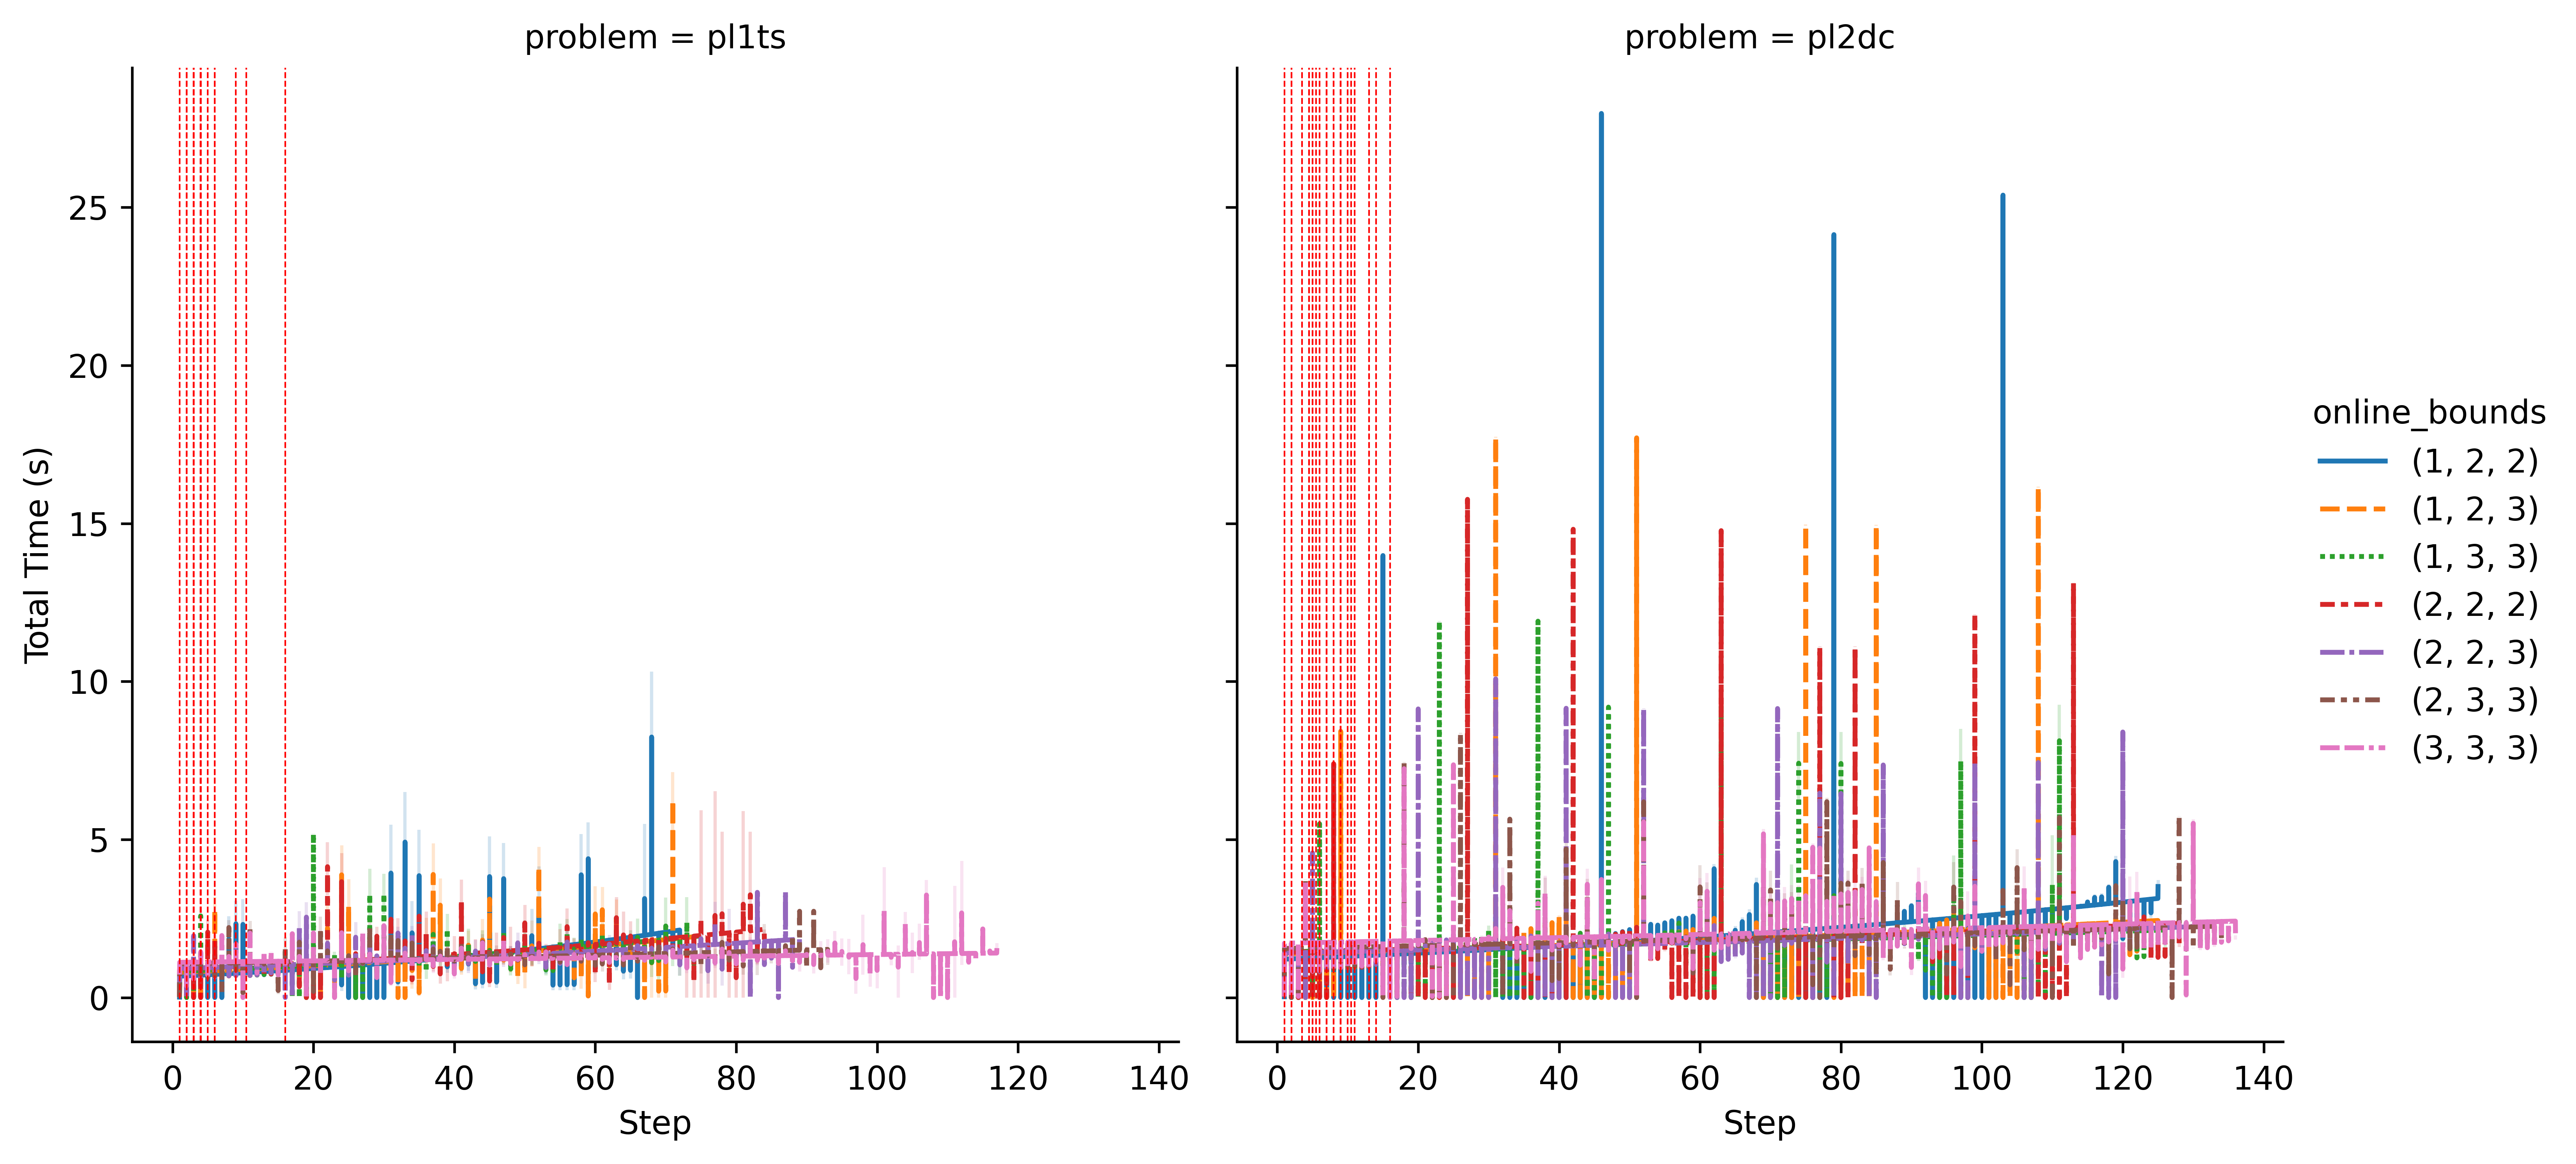 problem = pl1ts
problem = pl2dc
Total Time (s)
25
20
15
10
5
0
0 20 40 60 80 100 120 140
0 20 40 60 80 100 120 140
Step
Step
online_bounds
(1, 2, 2)
(1, 2, 3)
(1, 3, 3)
(2, 2, 2)
(2, 2, 3)
(2, 3, 3)
(3, 3, 3)